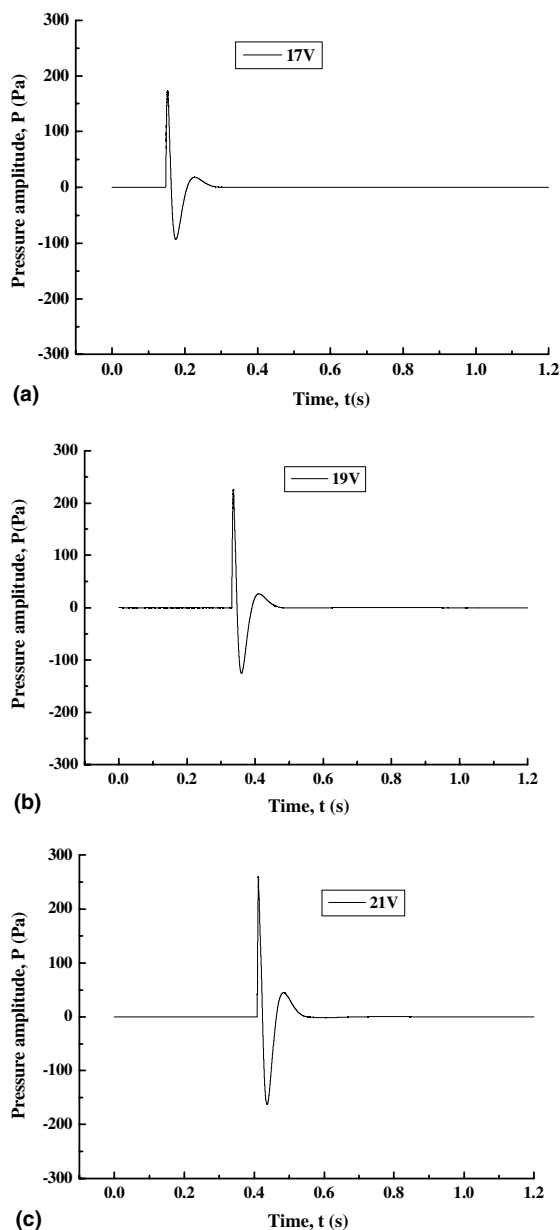 300
17V
200
100
0
-100
-200
-300
Pressure amplitude, P (Pa)
0.0 0.2 0.4 0.6 0.8 1.0 1.2
(a)
Time, t(s)
300
19V
200
100
0
-100
-200
-300
Pressure amplitude, P(Pa)
0.0 0.2 0.4 0.6 0.8 1.0 1.2
(b)
Time, t (s)
300
21V
200
100
0
-100
-200
-300
Pressure amplitude, P (Pa)
0.0 0.2 0.4 0.6 0.8 1.0 1.2
(c)
Time, t (s)